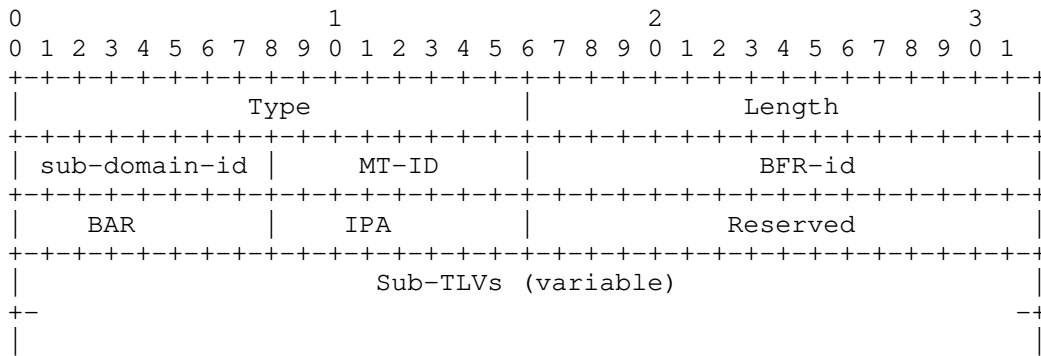 0                   1                   2                   3
0 1 2 3 4 5 6 7 8 9 0 1 2 3 4 5 6 7 8 9 0 1 2 3 4 5 6 7 8 9 0 1
+-+-+-+-+-+-+-+-+-+-+-+-+-+-+-+-+-+-+-+-+-+-+-+-+-+-+-+-+-+-+-+-+
|              Type             |             Length            |
+-+-+-+-+-+-+-+-+-+-+-+-+-+-+-+-+-+-+-+-+-+-+-+-+-+-+-+-+-+-+-+-+
| sub-domain-id |     MT-ID     |              BFR-id           |
+-+-+-+-+-+-+-+-+-+-+-+-+-+-+-+-+-+-+-+-+-+-+-+-+-+-+-+-+-+-+-+-+
|    BAR        |    IPA        |            Reserved           |
+-+-+-+-+-+-+-+-+-+-+-+-+-+-+-+-+-+-+-+-+-+-+-+-+-+-+-+-+-+-+-+-+
|                      Sub-TLVs (variable)                      |
+-                                                             -+
|                                                               |